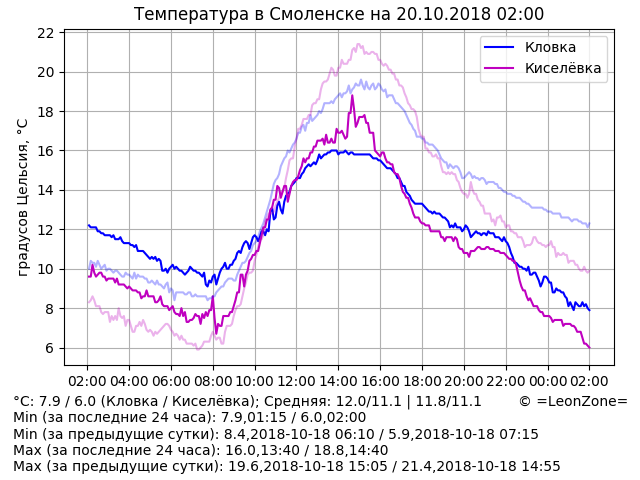 Температура в Смоленске на 20.10.2018 02:00
22
20
18
16
14
12
10
8
6
градусов Цельсия, °C
Кловка
Киселёвка
02:00 04:00 06:00 08:00 10:00 12:00 14:00 16:00 18:00 20:00 22:00 00:00 02:00
°C: 7.9 / 6.0 (Кловка / Киселёвка); Средняя: 12.0/11.1 | 11.8/11.1 © =LeonZone=
Min (за последние 24 часа): 7.9,01:15 / 6.0,02:00
Min (за предыдущие сутки): 8.4,2018-10-18 06:10 / 5.9,2018-10-18 07:15
Max (за последние 24 часа): 16.0,13:40 / 18.8,14:40
Max (за предыдущие сутки): 19.6,2018-10-18 15:05 / 21.4,2018-10-18 14:55